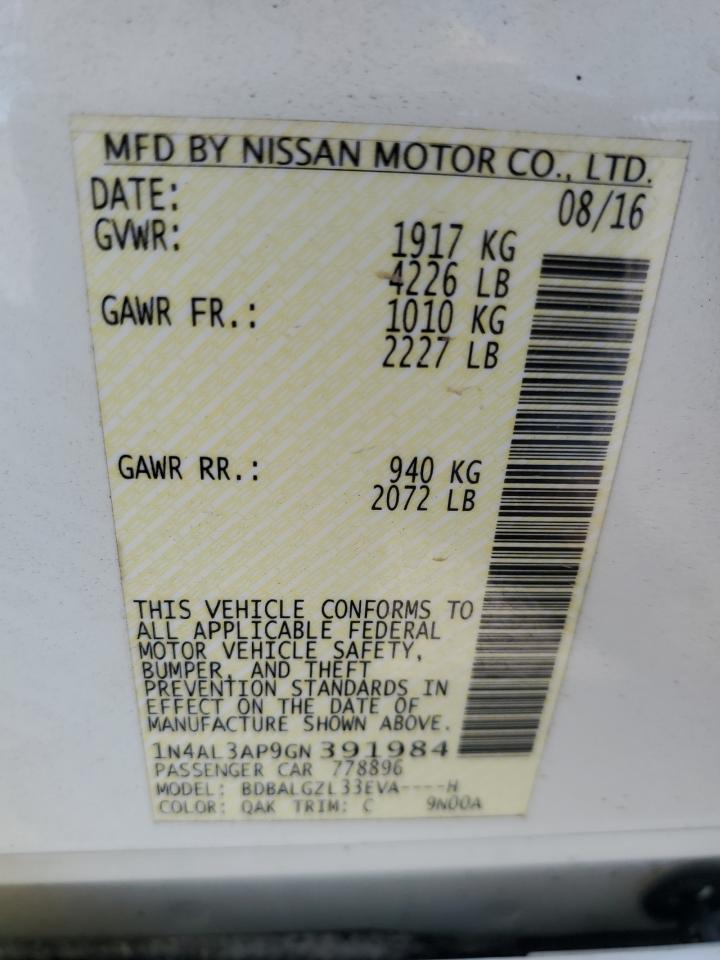 MFD BY NISSAN MOTOR CO., LTD.
DATE: 08/16
GVWR: 1917 KG
4226 LB
GAWR FR.: 1010 KG
2227 LB
GAWR RR.: 940 KG
2072 LB
THIS VEHICLE CONFORMS TO
ALL APPLICABLE FEDERAL
MOTOR VEHICLE SAFETY,
BUMPER, AND THEFT
PREVENTION STANDARDS IN
EFFECT ON THE DATE OF
MANUFACTURE SHOWN ABOVE.
1N4AL3AP9GN391984
PASSENGER CAR 778896
MODEL: BDBALGZL33EVA----H
COLOR: QAK TRIM: C 9N00A